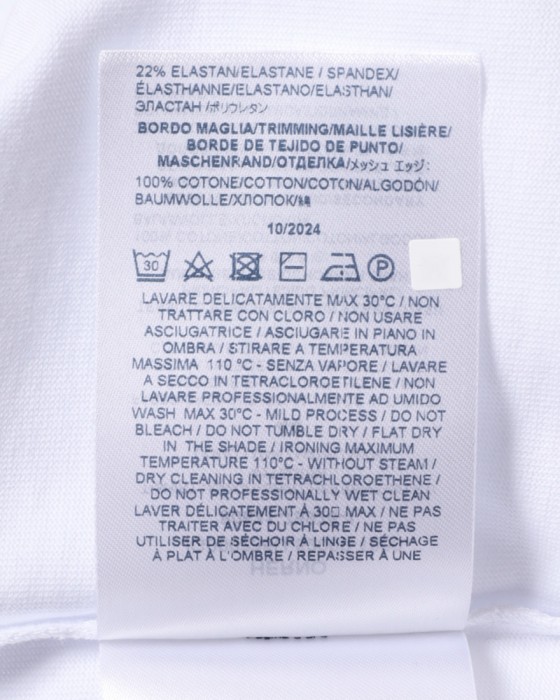 22% ELASTAN/ELASTANE / SPANDEX/
ÉLASTHANNE/ELASTANO/ELASTHAN/
ЭЛАСТАН /ポリウレタン
BORDO MAGLIA/TRIMMING/MAILLE LISIÈRE/
BORDE DE TEJIDO DE PUNTO/
MASCHENRAND/ОТДЕЛКА/メッシュ エッジ:
100% COTONE/COTTON/COTON/ALGODÓN/
BAUMWOLLE/ХЛОПОК/綿
10/2024
30
P
LAVARE DELICATAMENTE MAX 30°C / NON
TRATTARE CON CLORO / NON USARE
ASCIUGATRICE / ASCIUGARE IN PIANO IN
OMBRA / STIRARE A TEMPERATURA
MASSIMA 110 °C - SENZA VAPORE / LAVARE
A SECCO IN TETRACLOROETILENE / NON
LAVARE PROFESSIONALMENTE AD UMIDO
WASH MAX 30°C - MILD PROCESS / DO NOT
BLEACH / DO NOT TUMBLE DRY / FLAT DRY
IN THE SHADE / IRONING MAXIMUM
TEMPERATURE 110°C - WITHOUT STEAM /
DRY CLEANING IN TETRACHLOROETHENE /
DO NOT PROFESSIONALLY WET CLEAN
LAVER DÉLICATEMENT À 30□ MAX / NE PAS
TRAITER AVEC DU CHLORE / NE PAS
UTILISER DE SÉCHOIR À LINGE / SÉCHAGE
À PLAT À L'OMBRE / REPASSER À UNE
HERNO